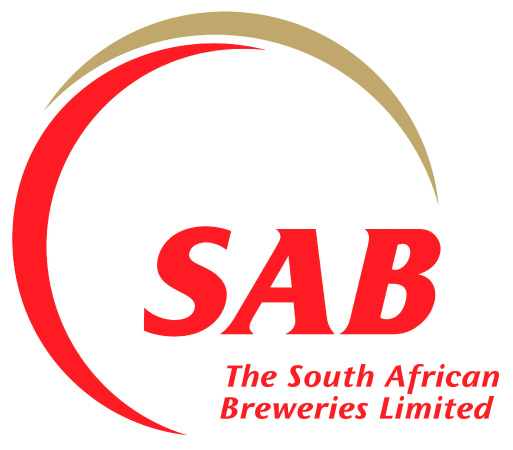 SAB
The South African
Breweries Limited